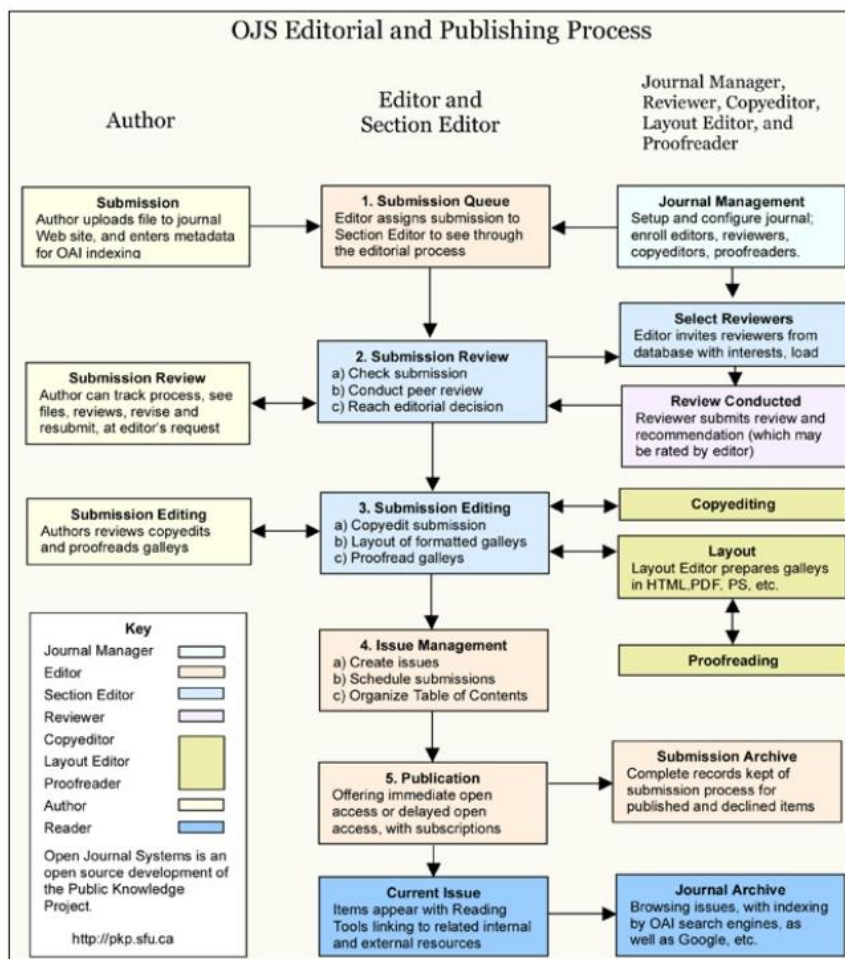 OJS Editorial and Publishing Process
Author
Editor and
Section Editor
Journal Manager,
Reviewer, Copyeditor,
Layout Editor, and
Proofreader
Submission
Author uploads file to journal
Web site, and enters metadata
for OAI indexing
1. Submission Queue
Editor assigns submission to
Section Editor to see through
the editorial process
Journal Management
Setup and configure journal;
enroll editors, reviewers,
copyeditors, proofreaders.
Select Reviewers
Editor invites reviewers from
database with interests, load
2. Submission Review
a) Check submission
b) Conduct peer review
c) Reach editorial decision
Submission Review
Author can track process, see
files, reviews, revise and
resubmit, at editor's request
Review Conducted
Reviewer submits review and
recommendation (which may
be rated by editor)
Submission Editing
Authors reviews copyedits
and proofreads galleys
3. Submission Editing
a) Copyedit submission
b) Layout of formatted galleys
c) Proofread galleys
Copyediting
Layout
Layout Editor prepares galleys
in HTML,PDF, PS, etc.
Proofreading
4. Issue Management
a) Create issues
b) Schedule submissions
c) Organize Table of Contents
5. Publication
Offering immediate open
access or delayed open
access, with subscriptions
Submission Archive
Complete records kept of
submission process for
published and declined items
Current Issue
Items appear with Reading
Tools linking to related internal
and external resources
Journal Archive
Browsing issues, with indexing
by OAI search engines, as
well as Google, etc.
Key
Journal Manager
Editor
Section Editor
Reviewer
Copyeditor
Layout Editor
Proofreader
Author
Reader
Open Journal Systems is an
open source development of
the Public Knowledge
Project.
http://pkp.sfu.ca